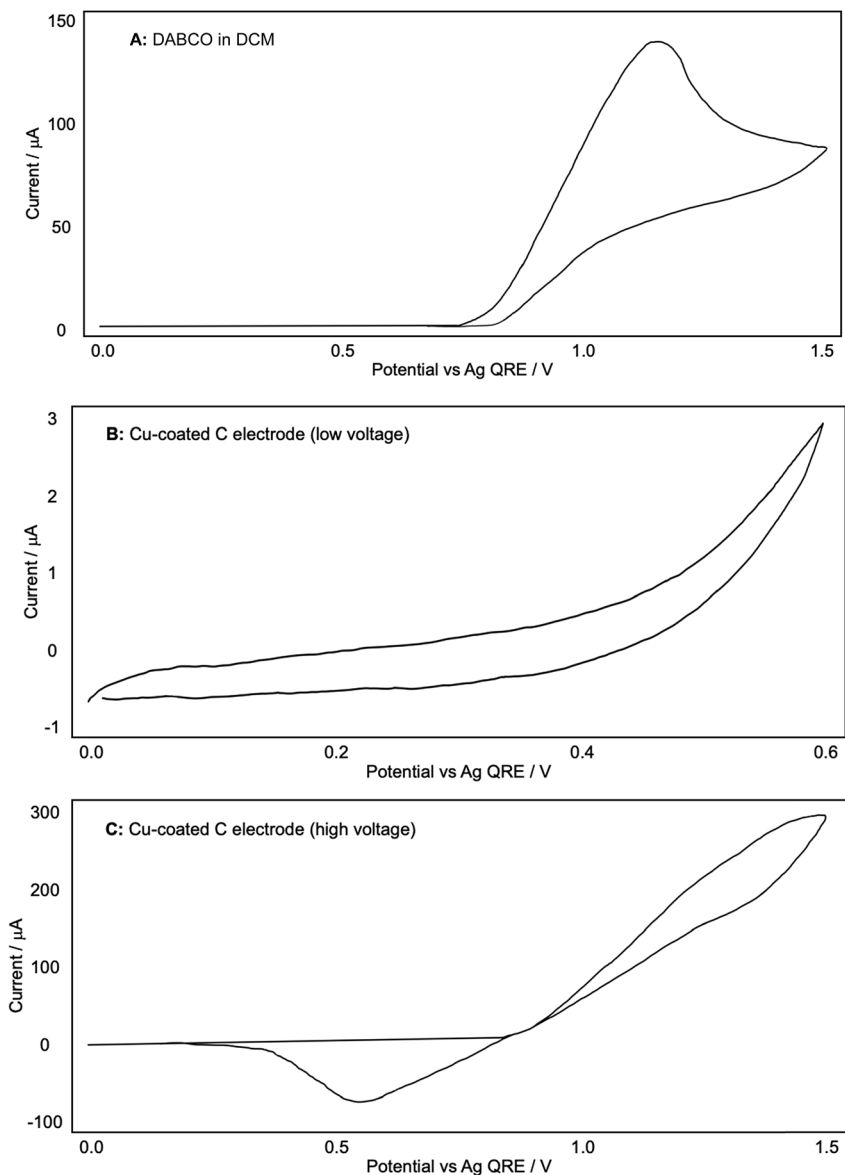 150
A: DABCO in DCM
100
50
0
Current / μA
0.0 0.5 1.0 1.5
Potential vs Ag QRE / V
3
B: Cu-coated C electrode (low voltage)
2
1
0
-1
Current / μA
0.0 0.2 0.4 0.6
Potential vs Ag QRE / V
300
C: Cu-coated C electrode (high voltage)
200
100
0
-100
Current / μA
0.0 0.5 1.0 1.5
Potential vs Ag QRE / V